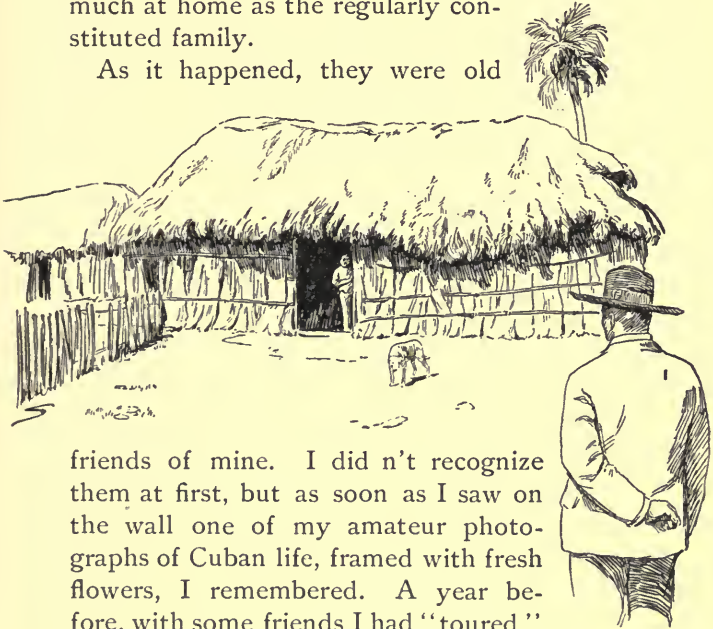 much at home as the regularly con-
stituted family.
As it happened, they were old
friends of mine. I did n't recognize
them at first, but as soon as I saw on
the wall one of my amateur photo-
graphs of Cuban life, framed with fresh
flowers, I remembered. A year be-
fore, with some friends I had "toured"